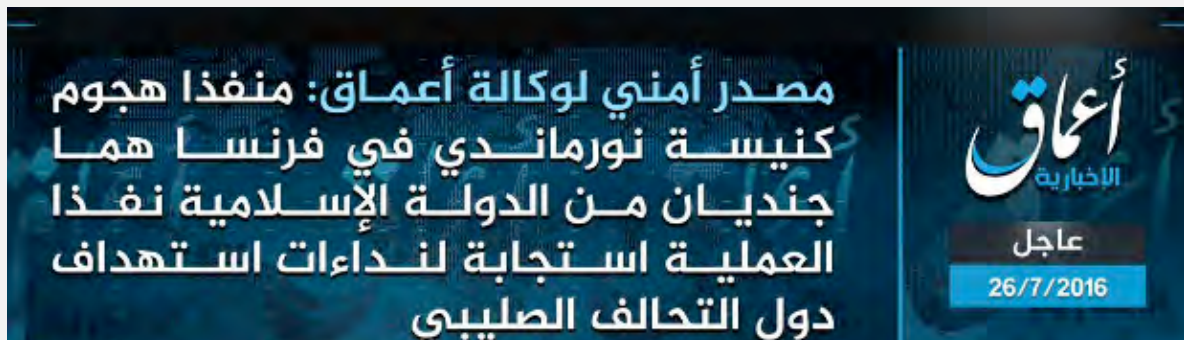 مصدر أمني لوكالة أعماق: منفذا هجوم
كنيسة نورماندي في فرنسا هما
جنديان من الدولة الإسلامية نفذا
العملية استجابة لنداءات استهداف
دول التحالف الصليبي
أعماق
الإخبارية
عاجل
26/7/2016